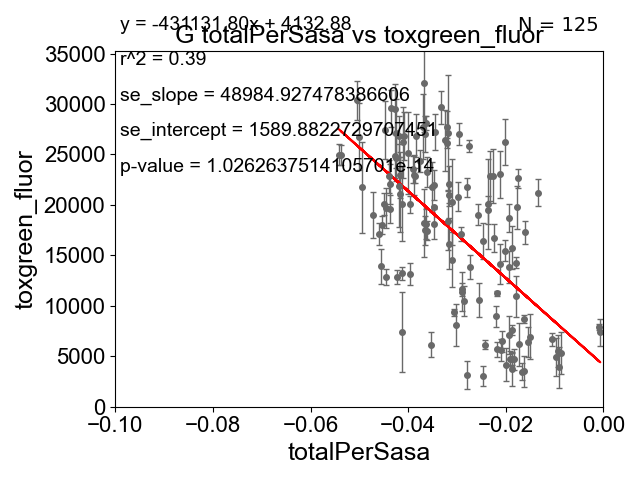 y = -431131.80x + 4132.88
N = 125
G totalPerSasa vs toxgreen_fluor
r^2 = 0.39
se_slope = 48984.927478386606
se_intercept = 1589.8822729707451
p-value = 1.0262637514105701e-14
35000
30000
25000
20000
15000
10000
5000
0
toxgreen_fluor
−0.10
−0.08
−0.06
−0.04
−0.02
0.00
totalPerSasa